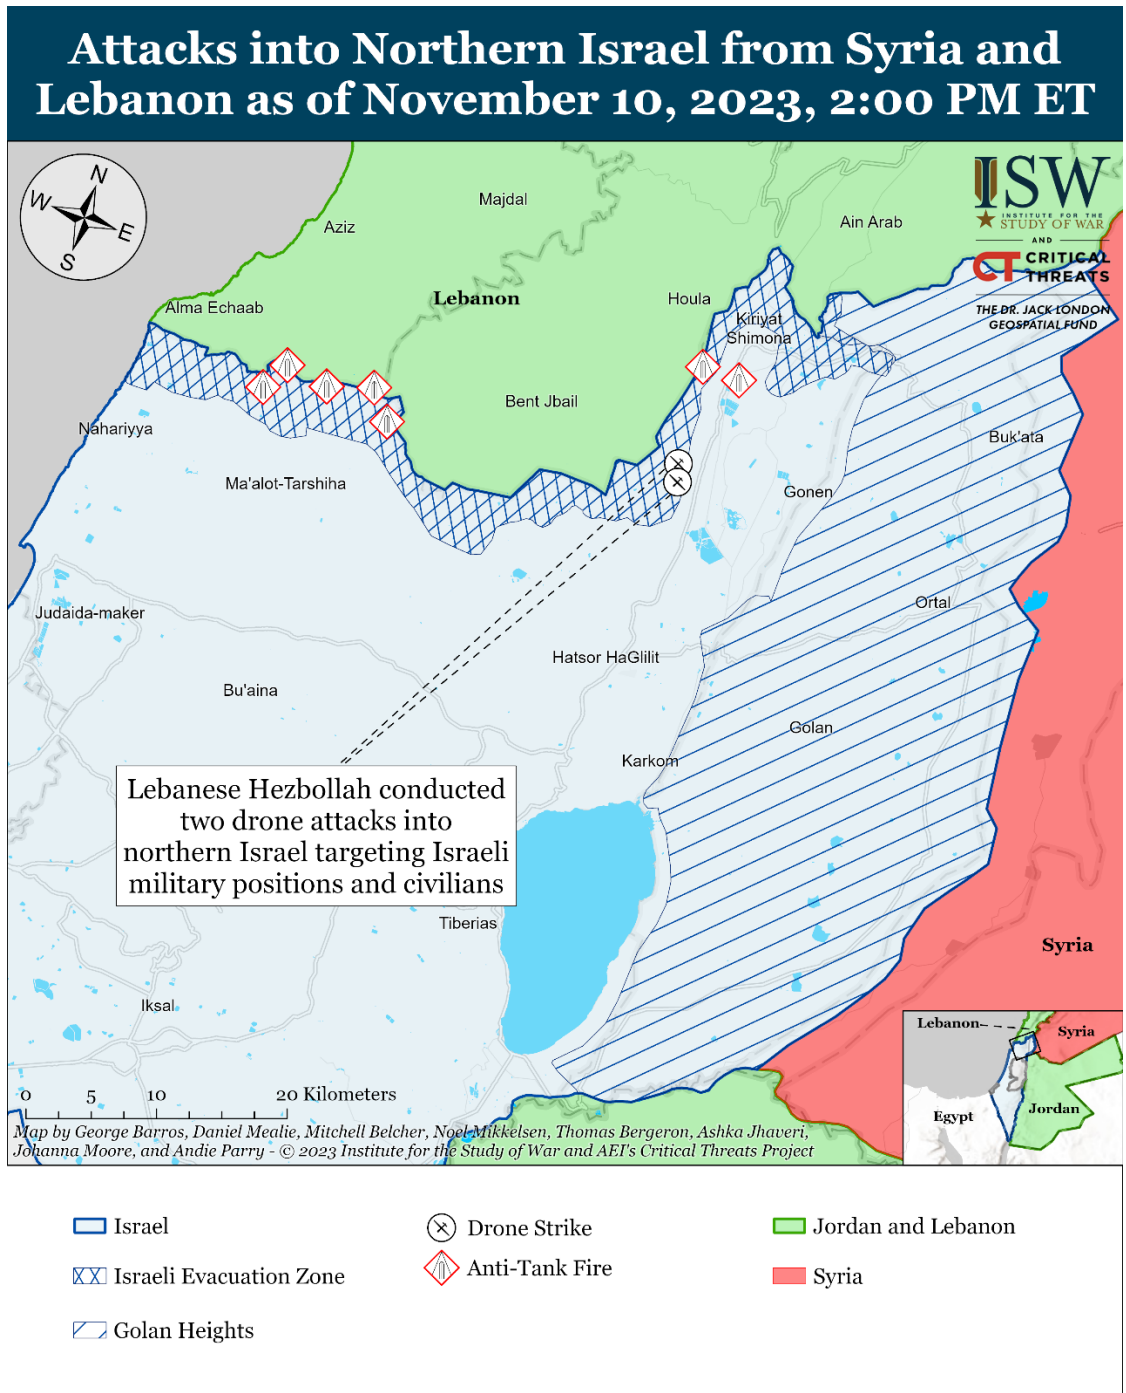 Attacks into Northern Israel from Syria and
Lebanon as of November 10, 2023, 2:00 PM ET
N
W
E
S
ISW
INSTITUTE FOR THE
STUDY OF WAR
AND
CT CRITICAL
THREATS
THE DR. JACK LONDON
GEOSPATIAL FUND
Majdal
Aziz
Ain Arab
Lebanon
Houla
Alma Echaab
Kiriyat
Shimona
Bent Jbail
Nahariyya
Buk'ata
Ma'alot-Tarshiha
Gonen
Judaida-maker
Ortal
Hatsor HaGlilit
Bu'aina
Golan
Karkom
Lebanese Hezbollah conducted
two drone attacks into
northern Israel targeting Israeli
military positions and civilians
Tiberias
Syria
Iksal
Lebanon
Syria
Egypt
Jordan
0 5 10 20 Kilometers
Map by George Barros, Daniel Mealie, Mitchell Belcher, Noel Mikkelsen, Thomas Bergeron, Ashka Jhaveri,
Johanna Moore, and Andie Parry - © 2023 Institute for the Study of War and AEI's Critical Threats Project
Israel
Drone Strike
Jordan and Lebanon
Israeli Evacuation Zone
Anti-Tank Fire
Syria
Golan Heights